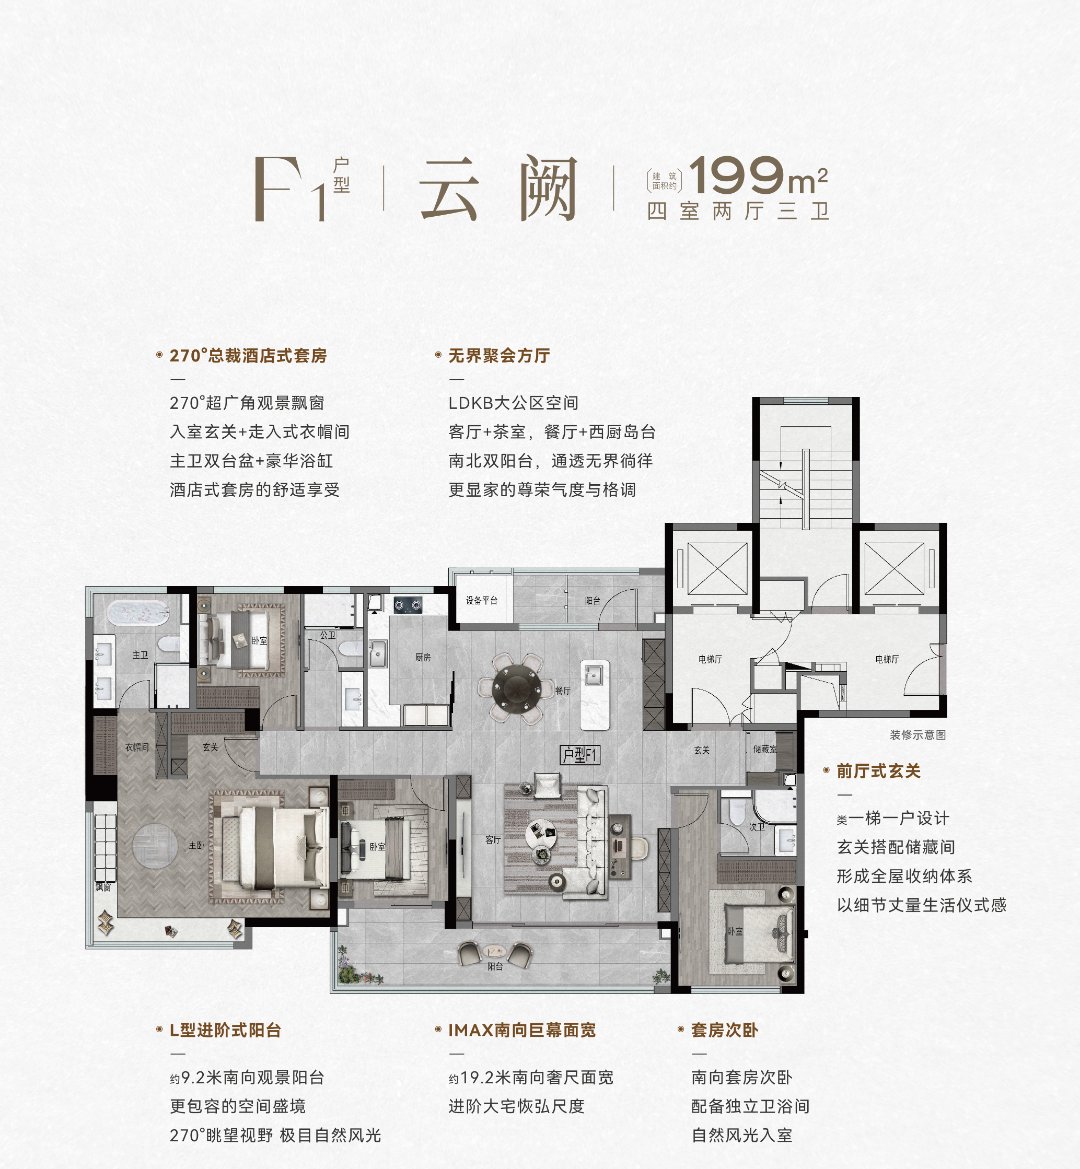 F1户型
云阙
建筑面积约 199m²
四室两厅三卫
270°总裁酒店式套房
270°超广角观景飘窗
入室玄关+走入式衣帽间
主卫双台盆+豪华浴缸
酒店式套房的舒适享受
无界聚会方厅
LDKB大公区空间
客厅+茶室，餐厅+西厨岛台
南北双阳台，通透无界徜徉
更显家的尊荣气度与格调
设备平台
阳台
主卫
卧室
公卫
厨房
餐厅
电梯厅
电梯厅
衣帽间
玄关
户型F1
玄关
储藏室
装修示意图
前厅式玄关
类一梯一户设计
玄关搭配储藏间
形成全屋收纳体系
以细节丈量生活仪式感
主卧
卧室
客厅
次卫
飘窗
卧室
阳台
L型进阶式阳台
约9.2米南向观景阳台
更包容的空间盛境
270°眺望视野 极目自然风光
IMAX南向巨幕面宽
约19.2米南向奢尺面宽
进阶大宅恢弘尺度
套房次卧
南向套房次卧
配备独立卫浴间
自然风光入室